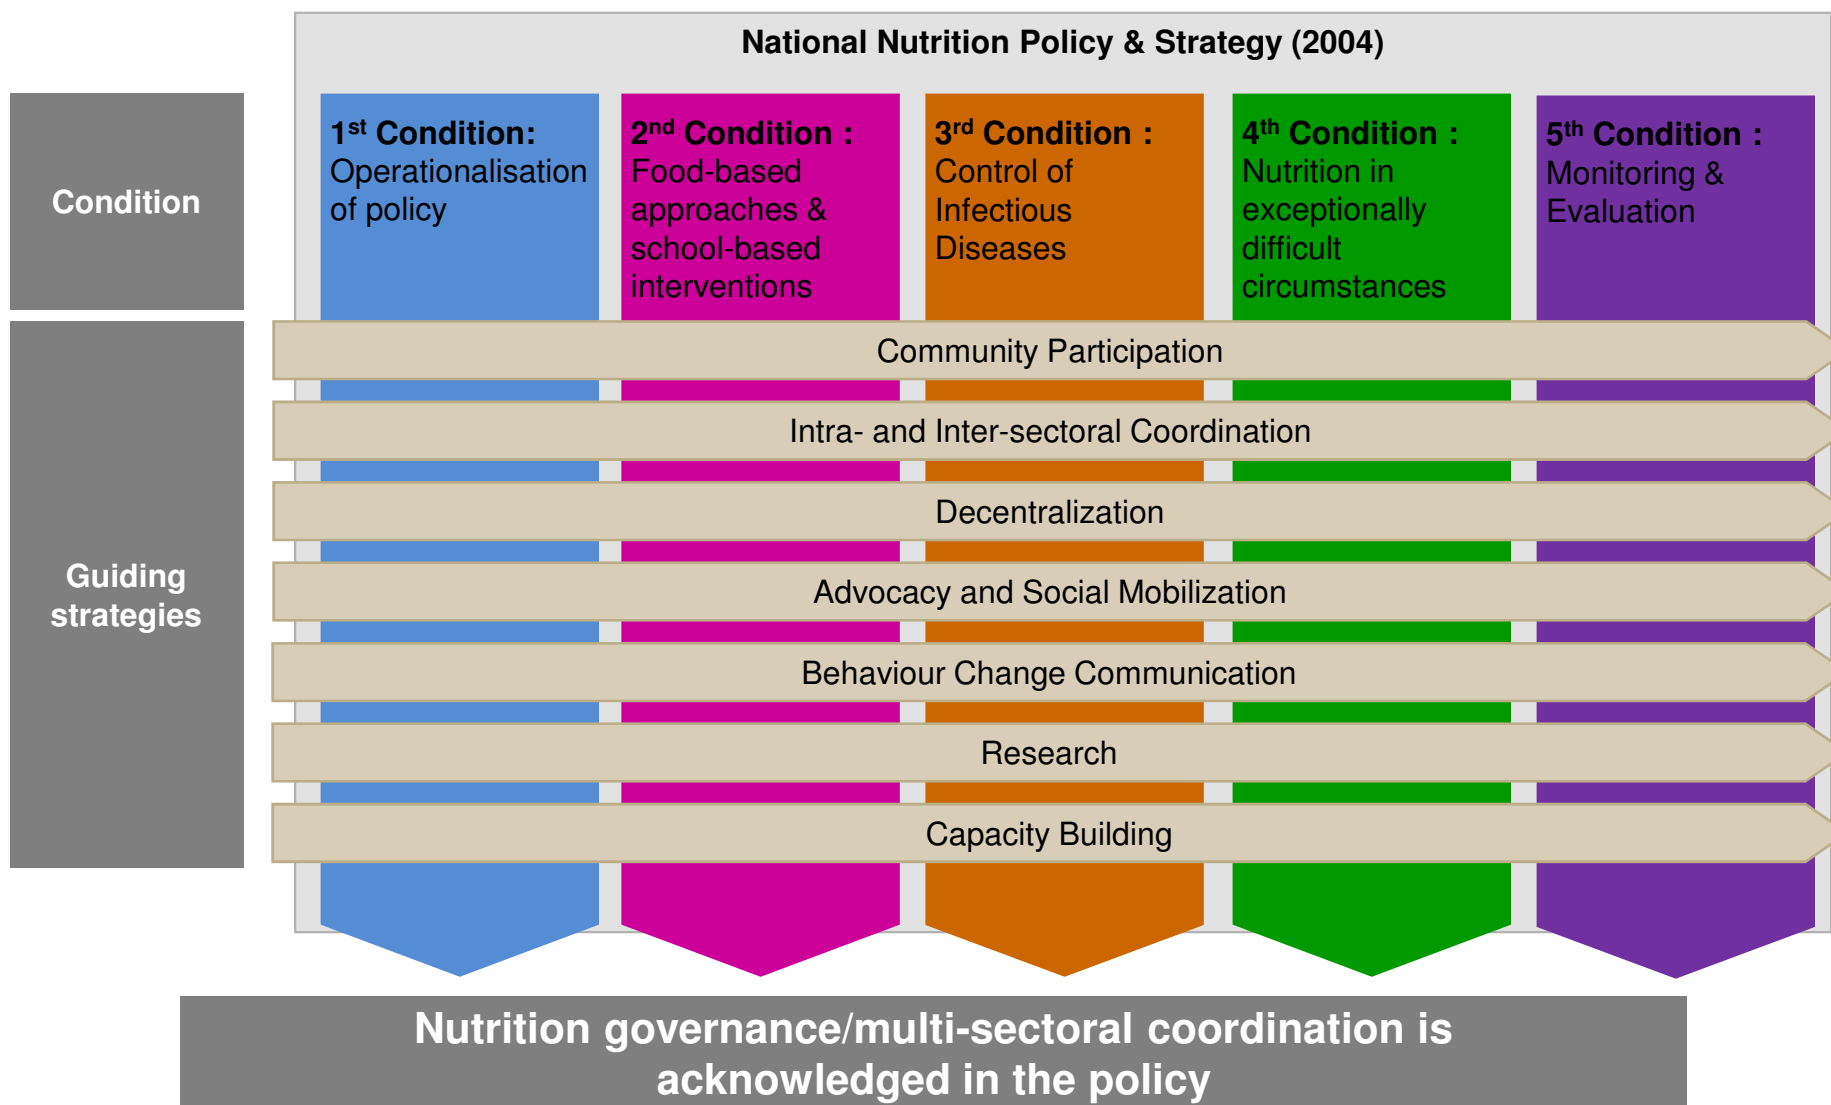 National Nutrition Policy & Strategy (2004)
Condition
1st Condition:
Operationalisation
of policy
2nd Condition :
Food-based
approaches &
school-based
interventions
3rd Condition :
Control of
Infectious
Diseases
4th Condition :
Nutrition in
exceptionally
difficult
circumstances
5th Condition :
Monitoring &
Evaluation
Guiding
strategies
Community Participation
Intra- and Inter-sectoral Coordination
Decentralization
Advocacy and Social Mobilization
Behaviour Change Communication
Research
Capacity Building
Nutrition governance/multi-sectoral coordination is
acknowledged in the policy